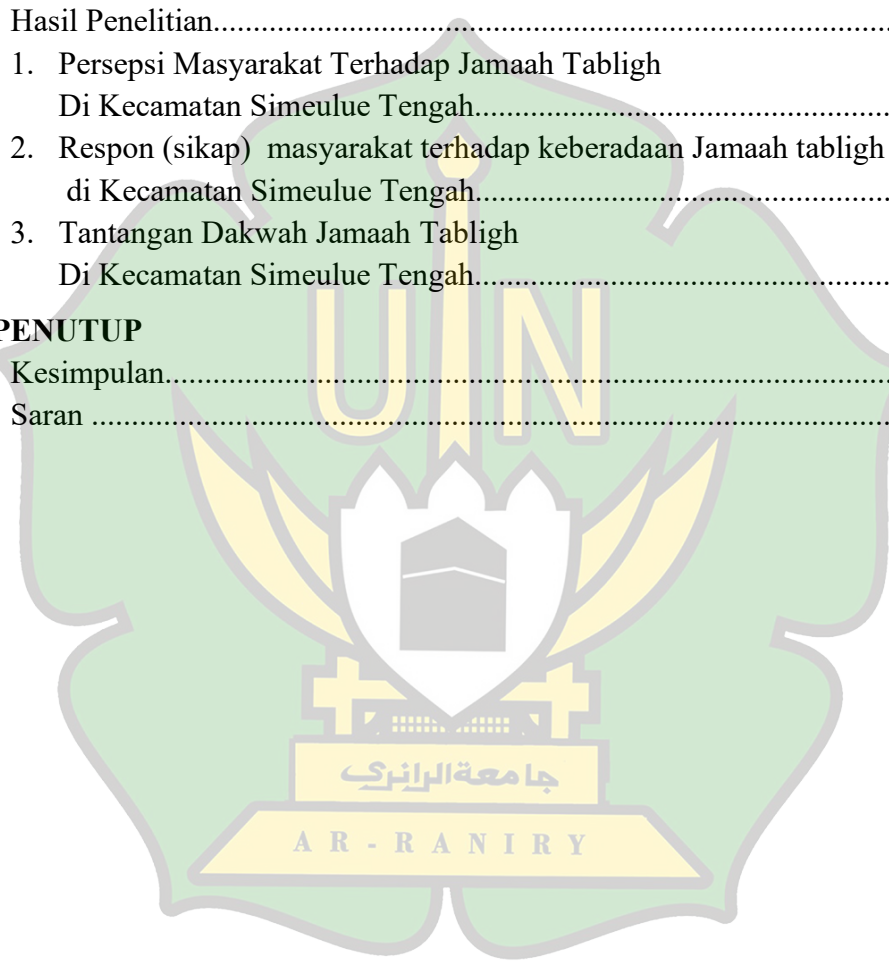 Hasil Penelitian....................................................................................
1. Persepsi Masyarakat Terhadap Jamaah Tabligh
Di Kecamatan Simeulue Tengah....................................................
2. Respon (sikap) masyarakat terhadap keberadaan Jamaah tabligh
di Kecamatan Simeulue Tengah....................................................
3. Tantangan Dakwah Jamaah Tabligh
Di Kecamatan Simeulue Tengah....................................................
PENUTUP
Kesimpulan..........................................................................................
Saran ...................................................................................................
UIN
جامعةالرانري
AR-RANIRY